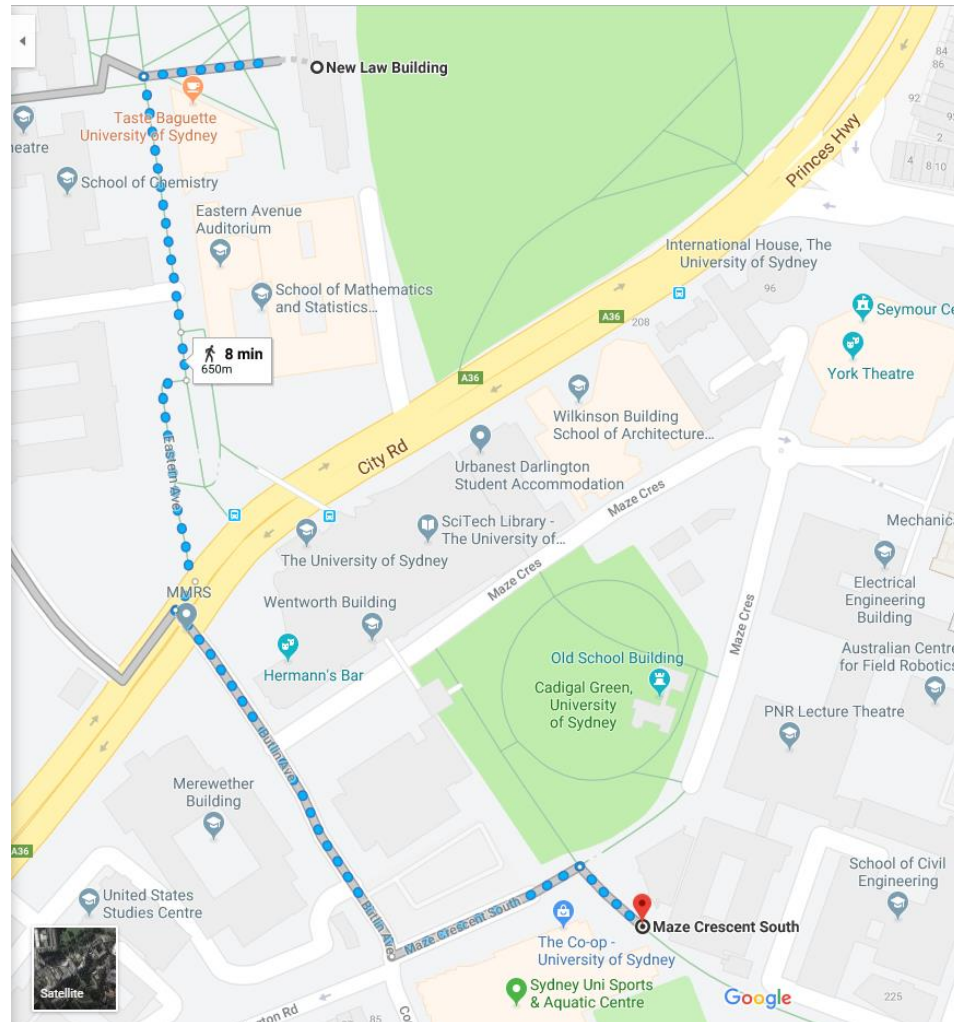 New Law Building
84
86
Taste Baguette
University of Sydney
92
eatre
School of Chemistry
4
8
10
Princes Hwy
Eastern Avenue
Auditorium
International House, The
University of Sydney
96
School of Mathematics
and Statistics...
A36
208
Seymour Ce
8 min
650m
York Theatre
A36
Wilkinson Building
School of Architecture...
City Rd
Eastern Ave
Urbanest Darlington
Student Accommodation
Maze Cres
SciTech Library -
The University of...
Mechanica
The University of Sydney
Electrical
Engineering
Building
MMRS
Maze Cres
Wentworth Building
Maze Cres
Hermann's Bar
Old School Building
Australian Centre
for Field Robotics
Cadigal Green,
University
of Sydney
PNR Lecture Theatre
Butlin Ave
Merewether
Building
A36
School of Civil
Engineering
United States
Studies Centre
Butlin Ave
Maze Crescent South
Maze Crescent South
The Co-op -
University of Sydney
Satellite
Sydney Uni Sports
& Aquatic Centre
Google
225
ton Rd
85
Co